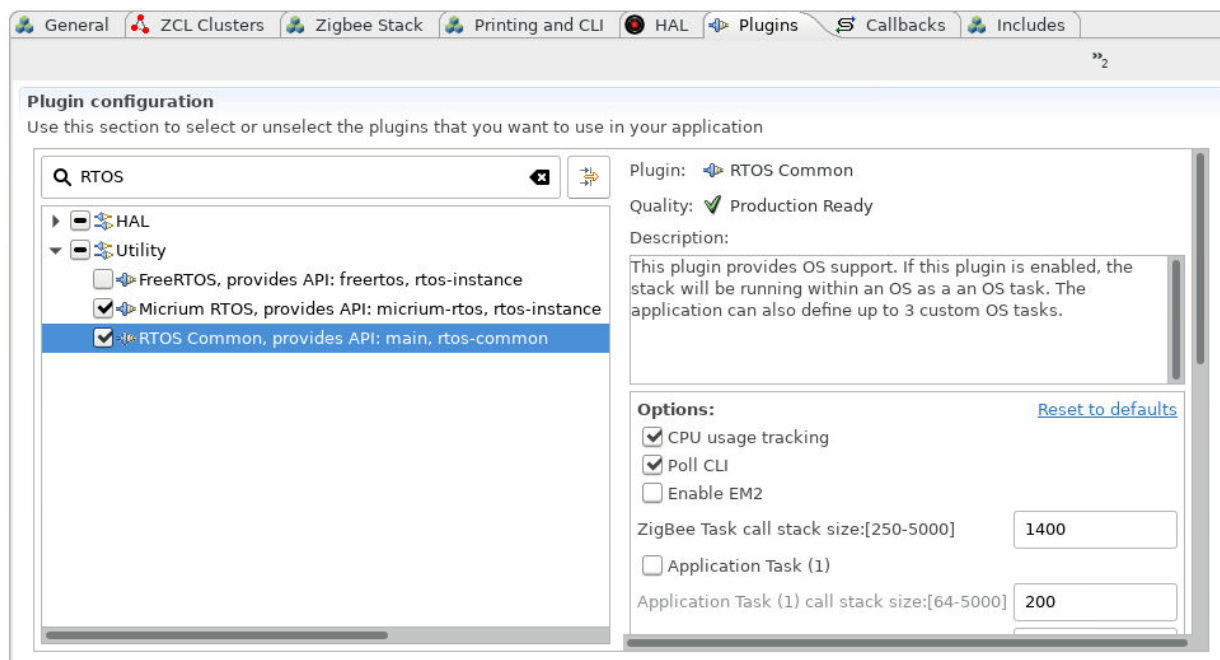 General ZCL Clusters Zigbee Stack Printing and CLI HAL Plugins Callbacks Includes
»2
Plugin configuration
Use this section to select or unselect the plugins that you want to use in your application
RTOS
HAL
Utility
FreeRTOS, provides API: freertos, rtos-instance
Micrium RTOS, provides API: micrium-rtos, rtos-instance
RTOS Common, provides API: main, rtos-common
Plugin: RTOS Common
Quality: Production Ready
Description:
This plugin provides OS support. If this plugin is enabled, the
stack will be running within an OS as a an OS task. The
application can also define up to 3 custom OS tasks.
Options: Reset to defaults
CPU usage tracking
Poll CLI
Enable EM2
ZigBee Task call stack size:[250-5000] 1400
Application Task (1)
Application Task (1) call stack size:[64-5000] 200